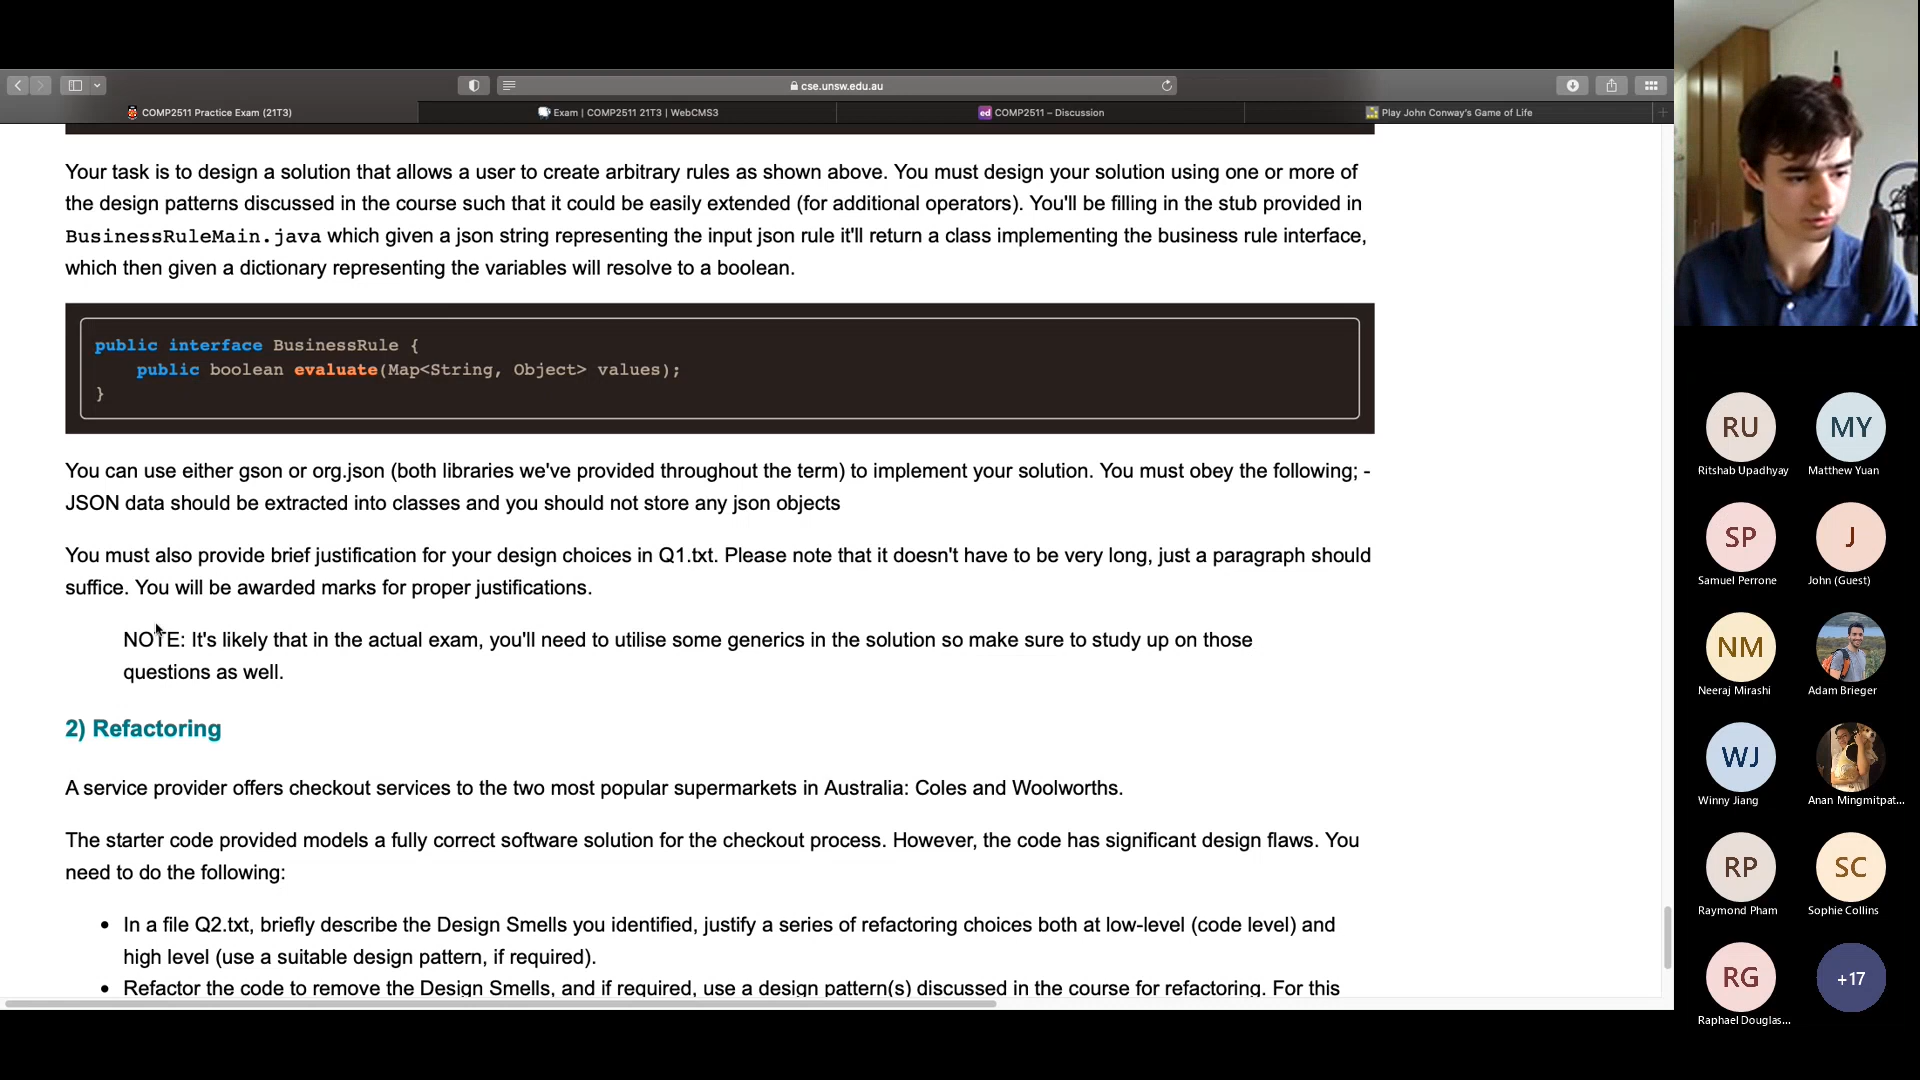 cse.unsw.edu.au
COMP2511 Practice Exam (21T3)
Exam | COMP2511 21T3 | WebCMS3
ed COMP2511 – Discussion
Play John Conway's Game of Life
Your task is to design a solution that allows a user to create arbitrary rules as shown above. You must design your solution using one or more of
the design patterns discussed in the course such that it could be easily extended (for additional operators). You'll be filling in the stub provided in
BusinessRuleMain.java which given a json string representing the input json rule it'll return a class implementing the business rule interface,
which then given a dictionary representing the variables will resolve to a boolean.
public interface BusinessRule {
public boolean evaluate(Map<String, Object> values);
}
You can use either gson or org.json (both libraries we've provided throughout the term) to implement your solution. You must obey the following; -
JSON data should be extracted into classes and you should not store any json objects
You must also provide brief justification for your design choices in Q1.txt. Please note that it doesn't have to be very long, just a paragraph should
suffice. You will be awarded marks for proper justifications.
NOTE: It's likely that in the actual exam, you'll need to utilise some generics in the solution so make sure to study up on those
questions as well.
2) Refactoring
A service provider offers checkout services to the two most popular supermarkets in Australia: Coles and Woolworths.
The starter code provided models a fully correct software solution for the checkout process. However, the code has significant design flaws. You
need to do the following:
• In a file Q2.txt, briefly describe the Design Smells you identified, justify a series of refactoring choices both at low-level (code level) and
high level (use a suitable design pattern, if required).
• Refactor the code to remove the Design Smells, and if required, use a design pattern(s) discussed in the course for refactoring. For this
RU MY
Ritshab Upadhyay Matthew Yuan
SP J
Samuel Perrone John (Guest)
NM
Neeraj Mirashi Adam Brieger
WJ
Winny Jiang Anan Mingmitpat...
RP SC
Raymond Pham Sophie Collins
RG +17
Raphael Douglas...